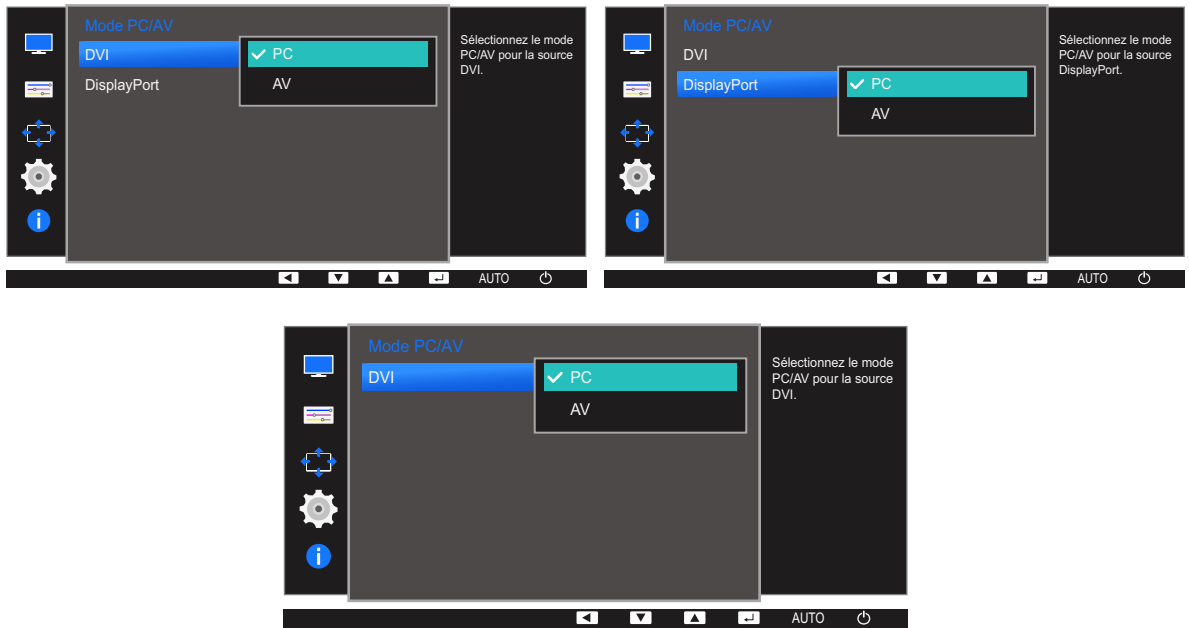 Mode PC/AV
DVI
PC
DisplayPort
AV
Sélectionnez le mode
PC/AV pour la source
DVI.
AUTO
Mode PC/AV
DVI
DisplayPort
PC
AV
Sélectionnez le mode
PC/AV pour la source
DisplayPort.
AUTO
Mode PC/AV
DVI
PC
AV
Sélectionnez le mode
PC/AV pour la source
DVI.
AUTO